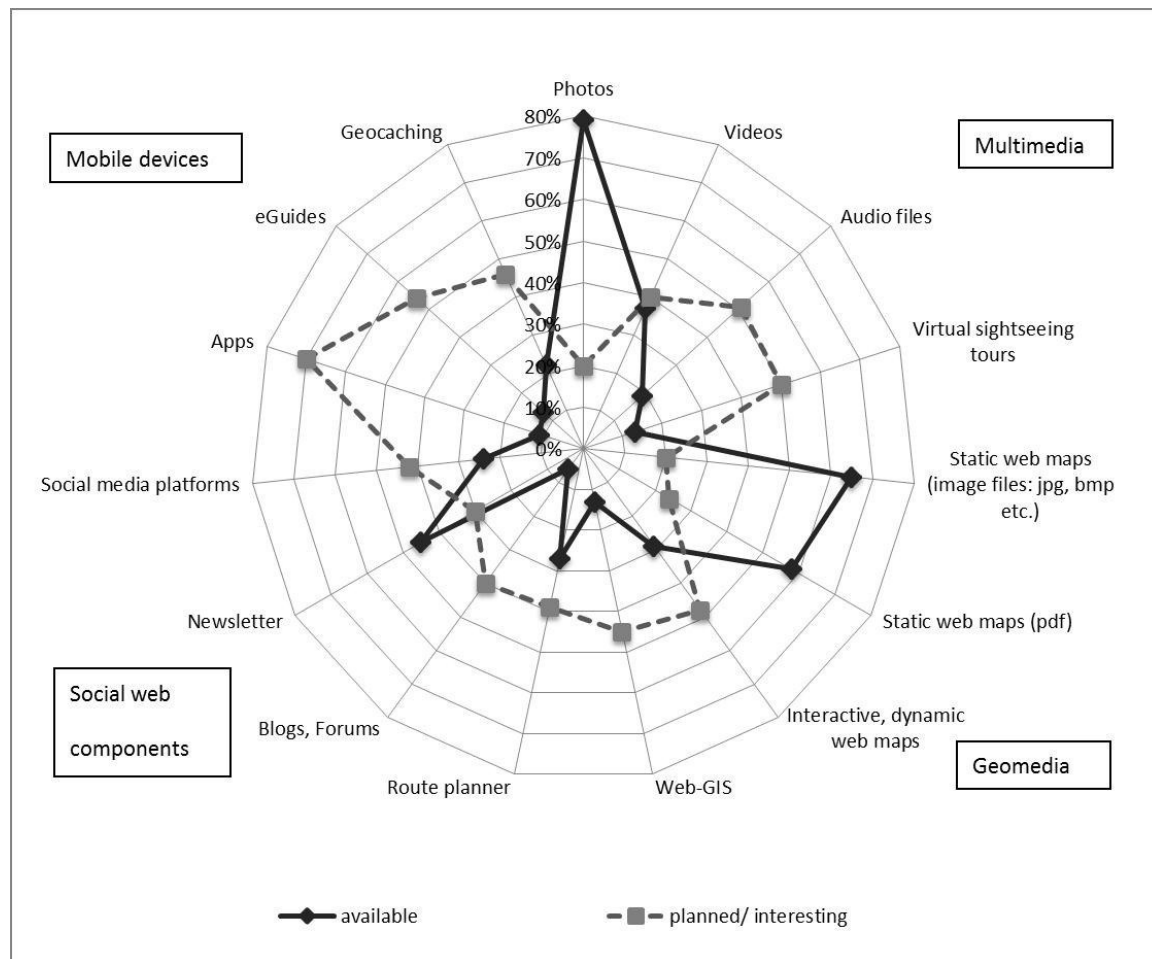 Photos
80%
Geocaching
Videos
Mobile devices
Multimedia
70%
60%
eGuides
Audio files
50%
40%
Apps
Virtual sightseeing
tours
30%
20%
10%
0%
Social media platforms
Static web maps
(image files: jpg, bmp
etc.)
Newsletter
Static web maps (pdf)
Social web
components
Blogs, Forums
Interactive, dynamic
web maps
Geomedia
Route planner
Web-GIS
available
planned/ interesting